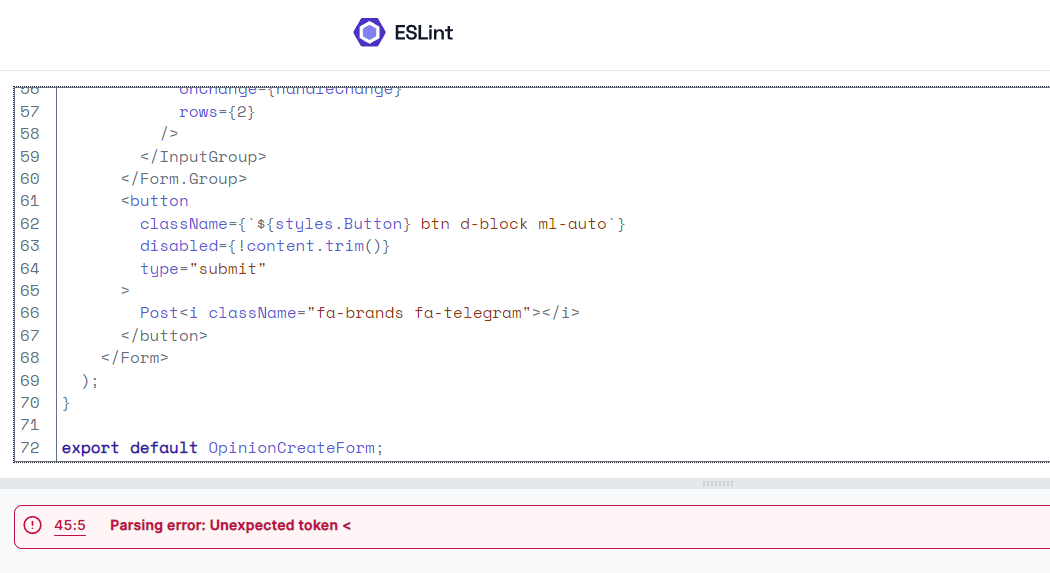 ESLint
56 onChange={handleChange}
57 rows={2}
58 />
59 </InputGroup>
60 </Form.Group>
61 <button
62 className={`${styles.Button} btn d-block ml-auto`}
63 disabled={!content.trim()}
64 type="submit"
65 >
66 Post<i className="fa-brands fa-telegram"></i>
67 </button>
68 </Form>
69 );
70 }
71
72 export default OpinionCreateForm;
45:5 Parsing error: Unexpected token <